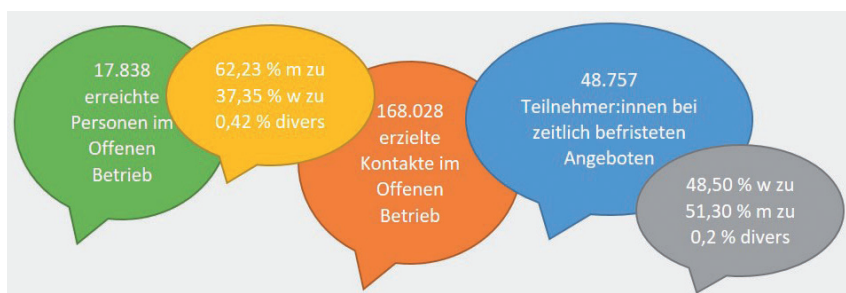 17.838
erreichte
Personen im
Offenen
Betrieb
62,23 % m zu
37,35 % w zu
0,42 % divers
168.028
erzielte
Kontakte im
Offenen
Betrieb
48.757
Teilnehmer:innen bei
zeitlich befristeten
Angeboten
48,50 % w zu
51,30 % m zu
0,2 % divers